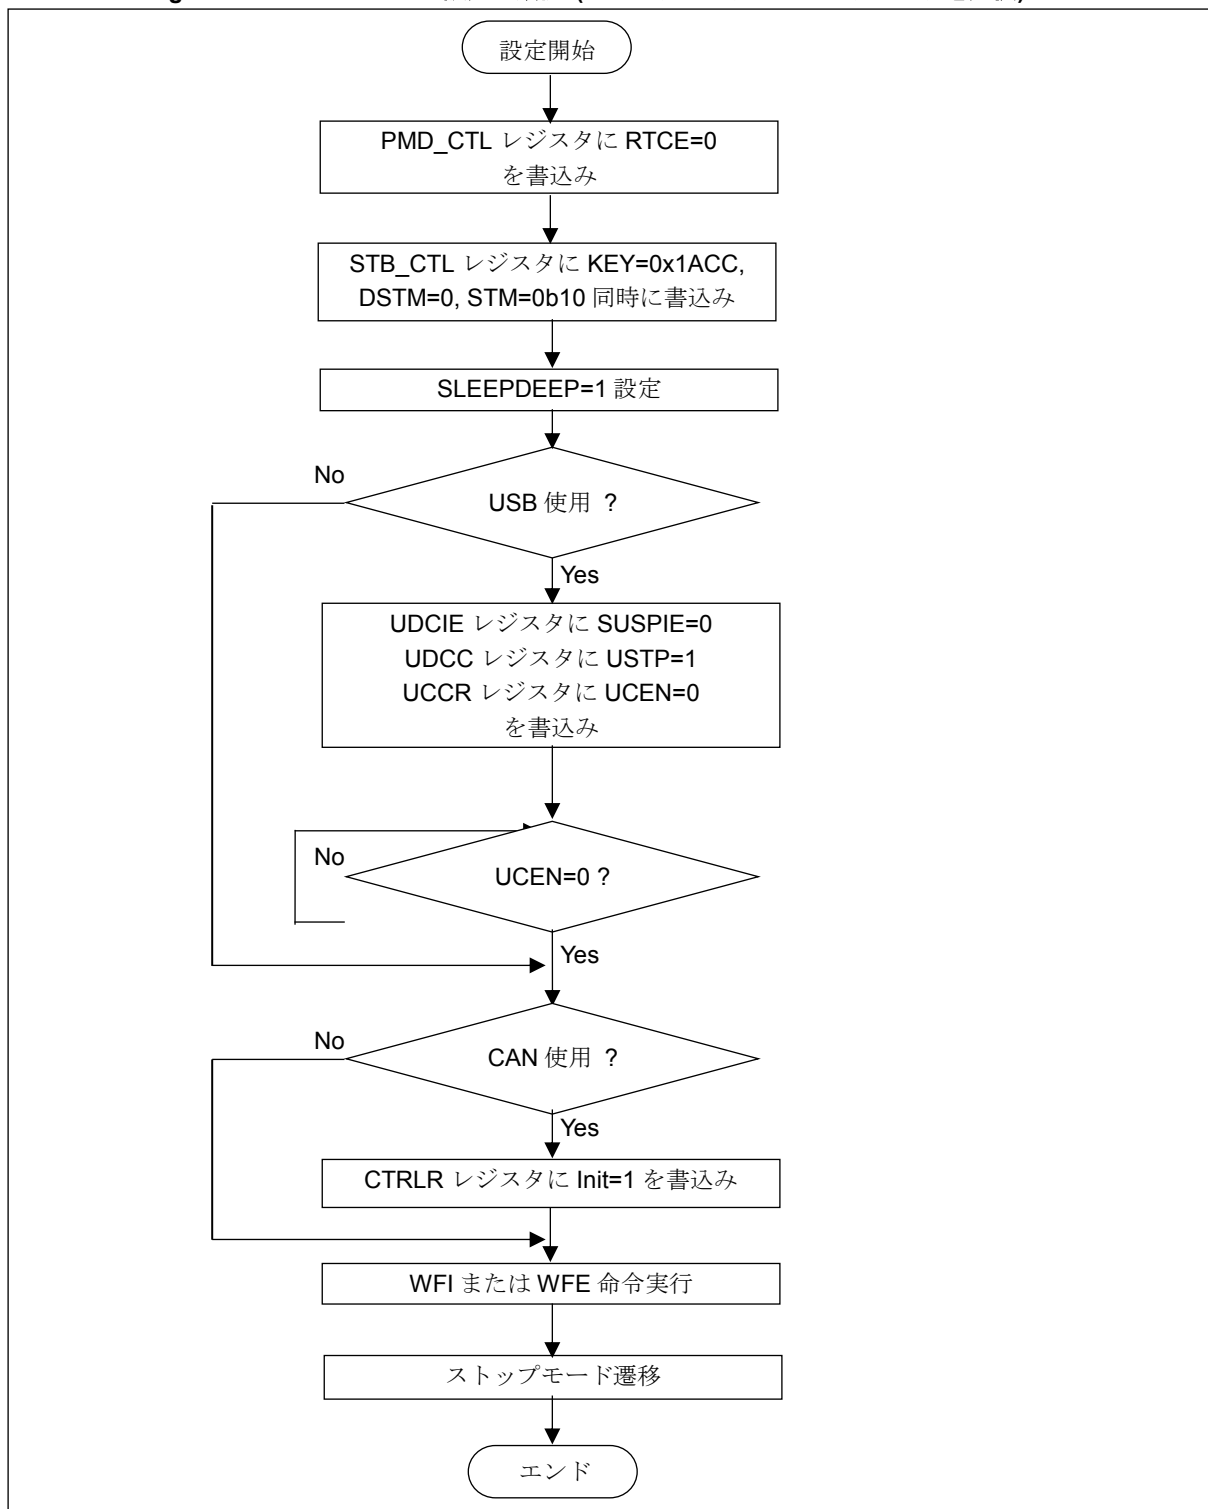 設定開始
PMD_CTL レジスタに RTCE=0
を書込み
STB_CTL レジスタに KEY=0x1ACC,
DSTM=0, STM=0b10 同時に書込み
SLEEPDEEP=1 設定
No
USB 使用 ?
Yes
UDCIE レジスタに SUSPIE=0
UDCC レジスタに USTP=1
UCCR レジスタに UCEN=0
を書込み
No
UCEN=0 ?
Yes
No
CAN 使用 ?
Yes
CTRLR レジスタに Init=1 を書込み
WFI または WFE 命令実行
ストップモード遷移
エンド